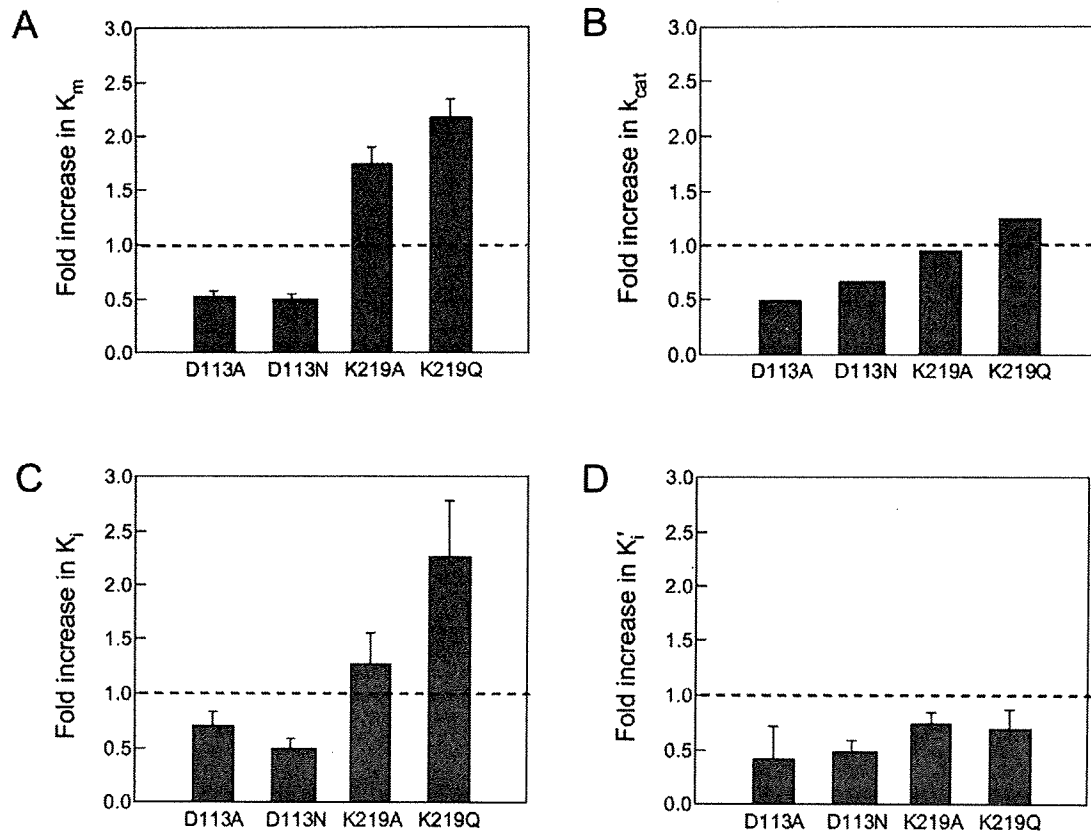 A
Fold increase in Km
3.0
2.5
2.0
1.5
1.0
0.5
0.0
D113A D113N K219A K219Q
B
Fold increase in kcat
3.0
2.5
2.0
1.5
1.0
0.5
0.0
D113A D113N K219A K219Q
C
Fold increase in Ki
3.0
2.5
2.0
1.5
1.0
0.5
0.0
D113A D113N K219A K219Q
D
Fold increase in Ki'
3.0
2.5
2.0
1.5
1.0
0.5
0.0
D113A D113N K219A K219Q